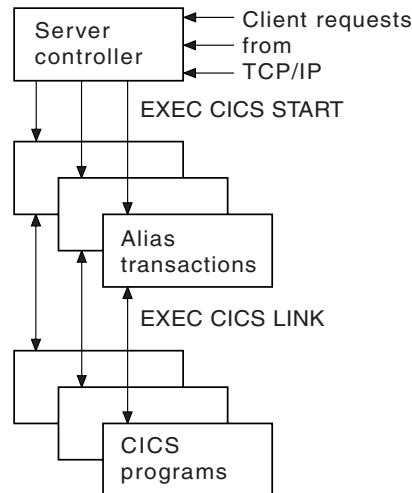 Server
controller
Client requests
from
TCP/IP
EXEC CICS START
Alias
transactions
EXEC CICS LINK
CICS
programs